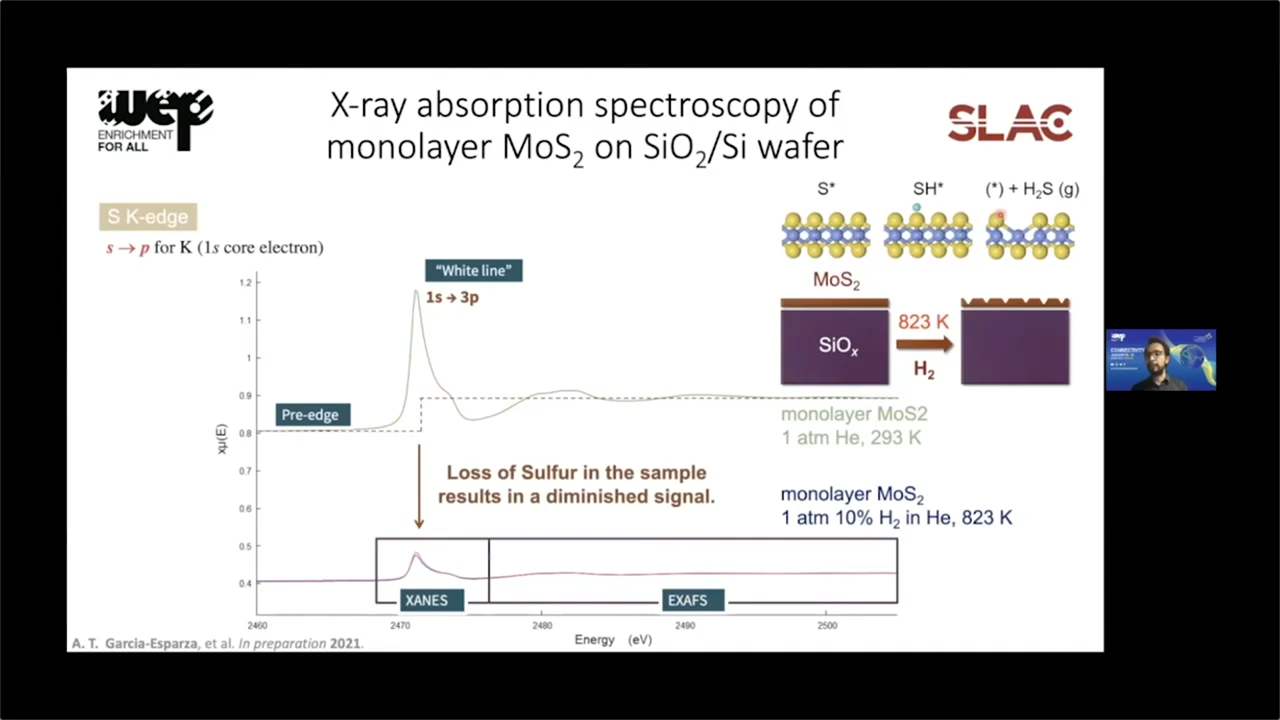 wep
ENRICHMENT
FOR ALL
X-ray absorption spectroscopy of
monolayer MoS₂ on SiO₂/Si wafer
SLAC
S K-edge
s → p for K (1s core electron)
"White line"
1s → 3p
Pre-edge
Loss of Sulfur in the sample
results in a diminished signal.
XANES
EXAFS
1.2
1.1
1
0.9
0.8
0.7
0.6
0.5
0.4
xμ(E)
2460
2470
2480
2490
2500
Energy (eV)
S*
SH*
(*) + H₂S (g)
MoS₂
SiOₓ
823 K
H₂
monolayer MoS2
1 atm He, 293 K
monolayer MoS₂
1 atm 10% H₂ in He, 823 K
A. T. Garcia-Esparza, et al. In preparation 2021.